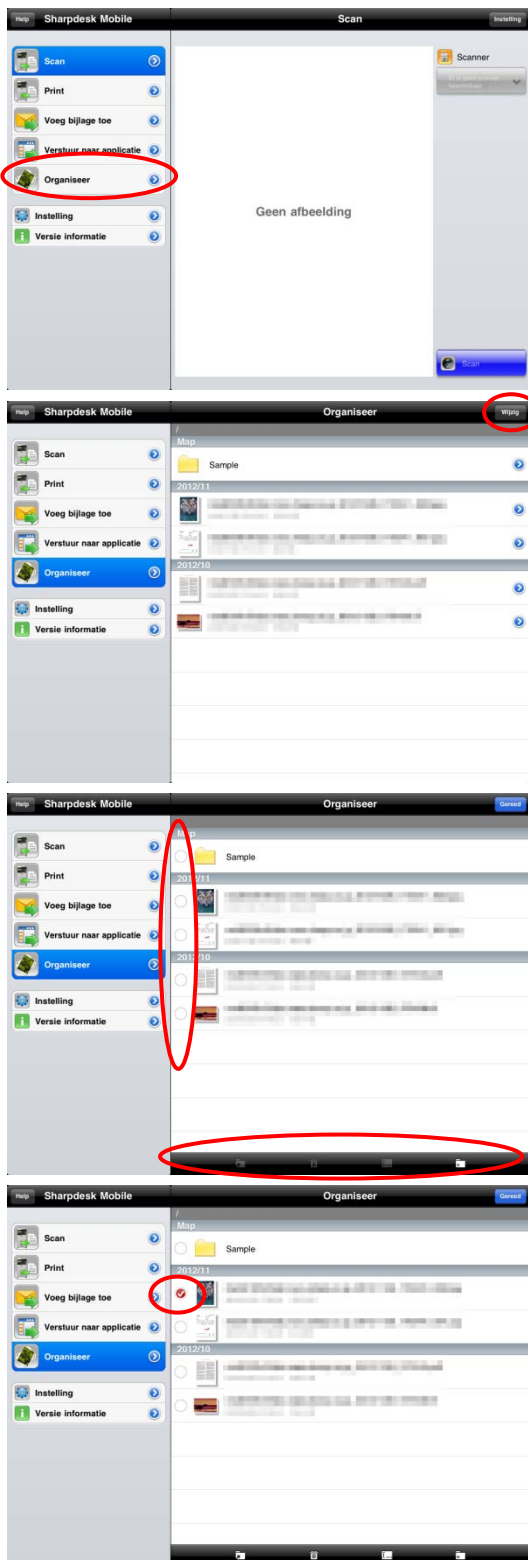 Help Sharpdesk Mobile Scan Instelling
Scan
Print
Voeg bijlage toe
Verstuur naar applicatie
Organiseer
Instelling
Versie informatie
Geen afbeelding
Scanner
Scan
Help Sharpdesk Mobile Organiseer Wijzig
Scan
Print
Voeg bijlage toe
Verstuur naar applicatie
Organiseer
Instelling
Versie informatie
/
Map
Sample
2012/11
2012/10
Help Sharpdesk Mobile Organiseer Gereed
Scan
Print
Voeg bijlage toe
Verstuur naar applicatie
Organiseer
Instelling
Versie informatie
Map
Sample
2012/11
2012/10
Help Sharpdesk Mobile Organiseer Gereed
Scan
Print
Voeg bijlage toe
Verstuur naar applicatie
Organiseer
Instelling
Versie informatie
/
Map
Sample
2012/11
2012/10